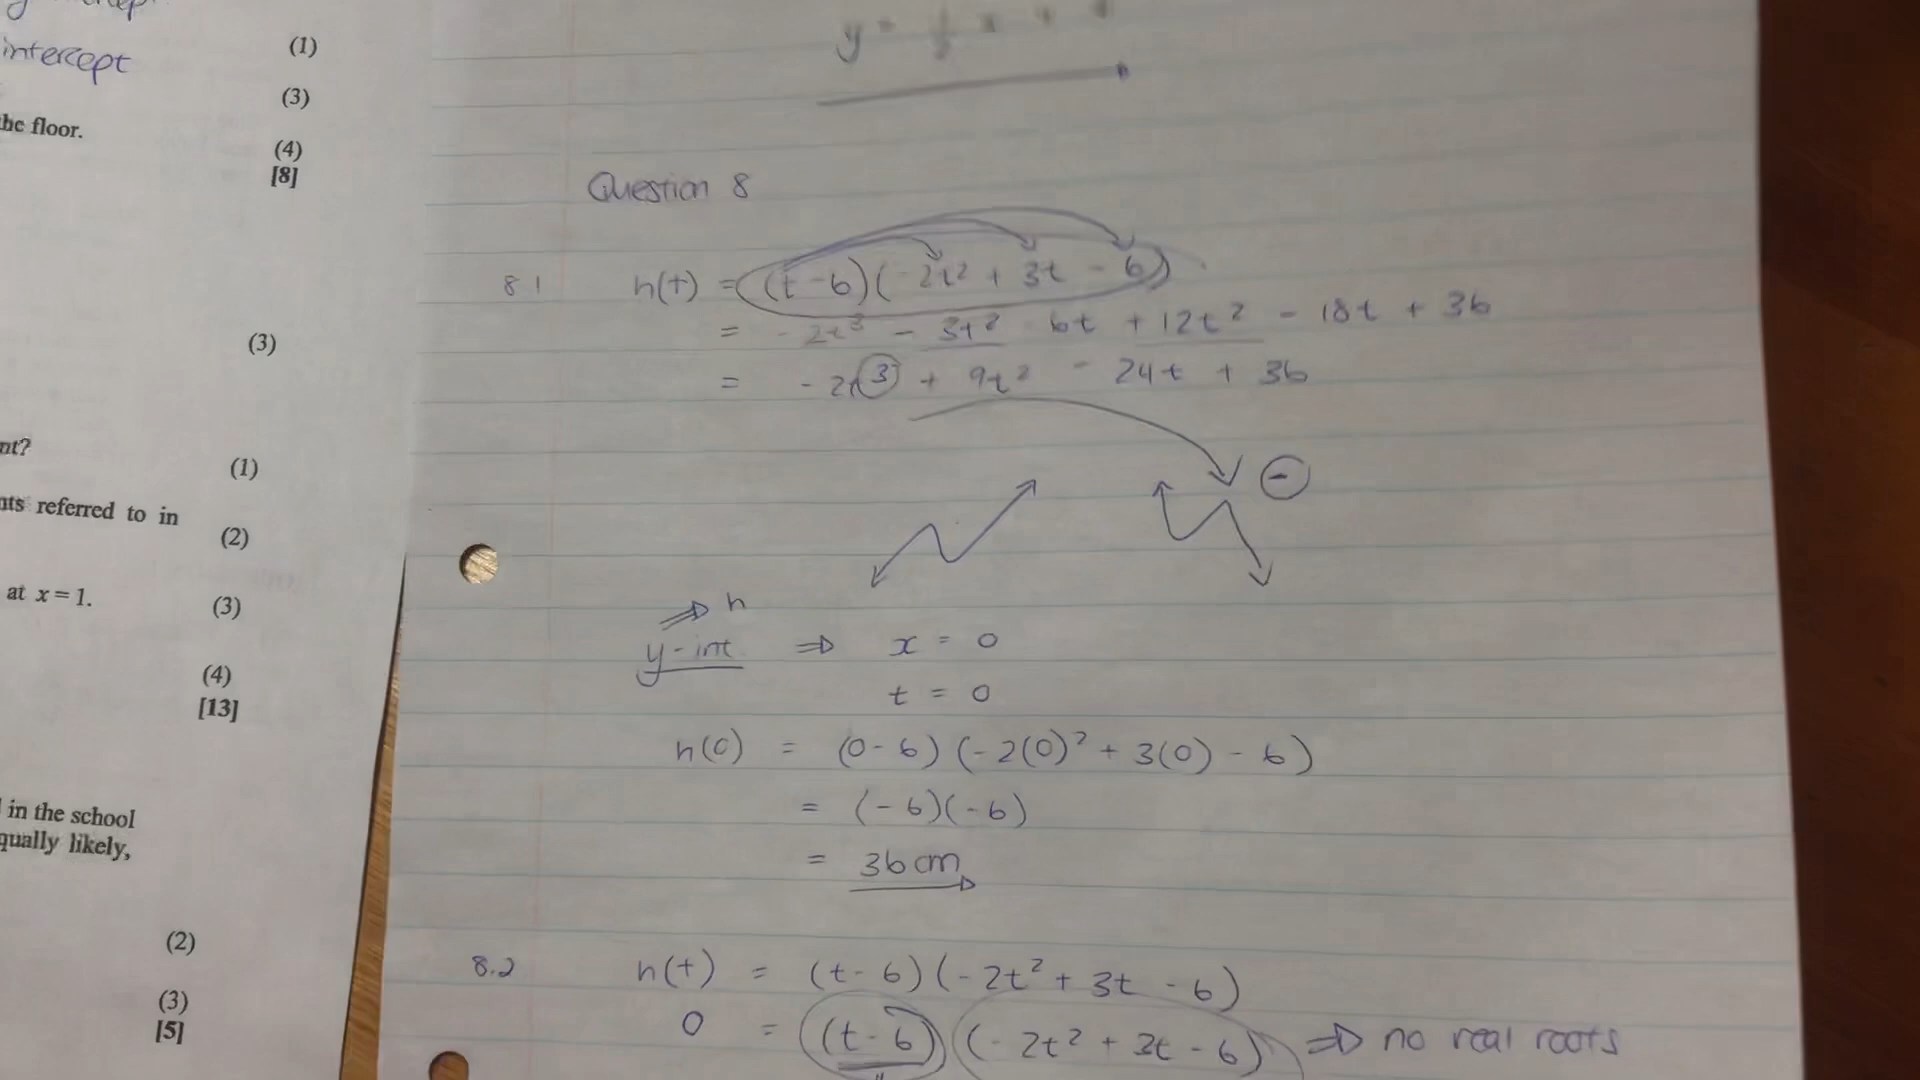 intercept
(1)
(3)
the floor.
(4)
[8]
(3)
nt?
(1)
nts referred to in
(2)
at x = 1.
(3)
(4)
[13]
in the school
qually likely,
(2)
(3)
[5]
Question 8
8.1 h(t) = (t - 6)(-2t² + 3t - 6)
= -2t³ - 3t² 6t + 12t² - 18t + 36
= -2t³ + 9t² - 24t + 36
-
⇒ h
y-int ⇒ x = 0
t = 0
h(0) = (0 - 6)(-2(0)² + 3(0) - 6)
= (-6)(-6)
= 36 cm
8.2 h(t) = (t - 6)(-2t² + 3t - 6)
0 = (t - 6)(-2t² + 3t - 6) ⇒ no real roots